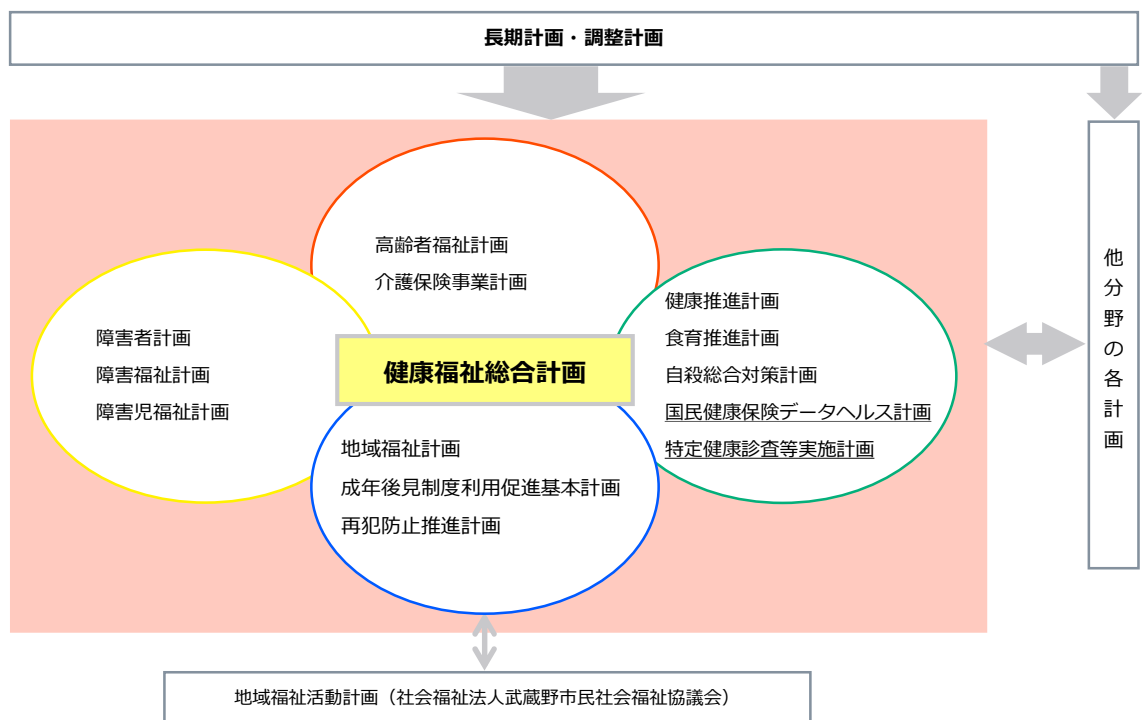 長期計画・調整計画
高齢者福祉計画
介護保険事業計画
障害者計画
障害福祉計画
障害児福祉計画
健康福祉総合計画
健康推進計画
食育推進計画
自殺総合対策計画
国民健康保険データヘルス計画
特定健康診査等実施計画
地域福祉計画
成年後見制度利用促進基本計画
再犯防止推進計画
他分野の各計画
地域福祉活動計画（社会福祉法人武蔵野市民社会福祉協議会）